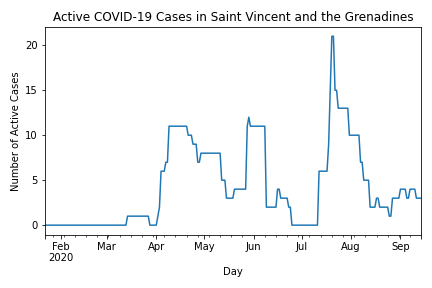 Active COVID-19 Cases in Saint Vincent and the Grenadines
Number of Active Cases
20
15
10
5
0
Feb Mar Apr May Jun Jul Aug Sep
2020
Day